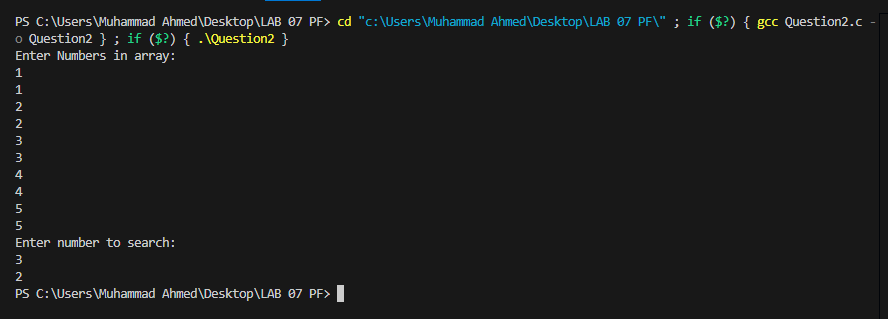 PS C:\Users\Muhammad Ahmed\Desktop\LAB 07 PF> cd "c:\Users\Muhammad Ahmed\Desktop\LAB 07 PF\" ; if ($?) { gcc Question2.c -
o Question2 } ; if ($?) { .\Question2 }
Enter Numbers in array:
1
1
2
2
3
3
4
4
5
5
Enter number to search:
3
2
PS C:\Users\Muhammad Ahmed\Desktop\LAB 07 PF>